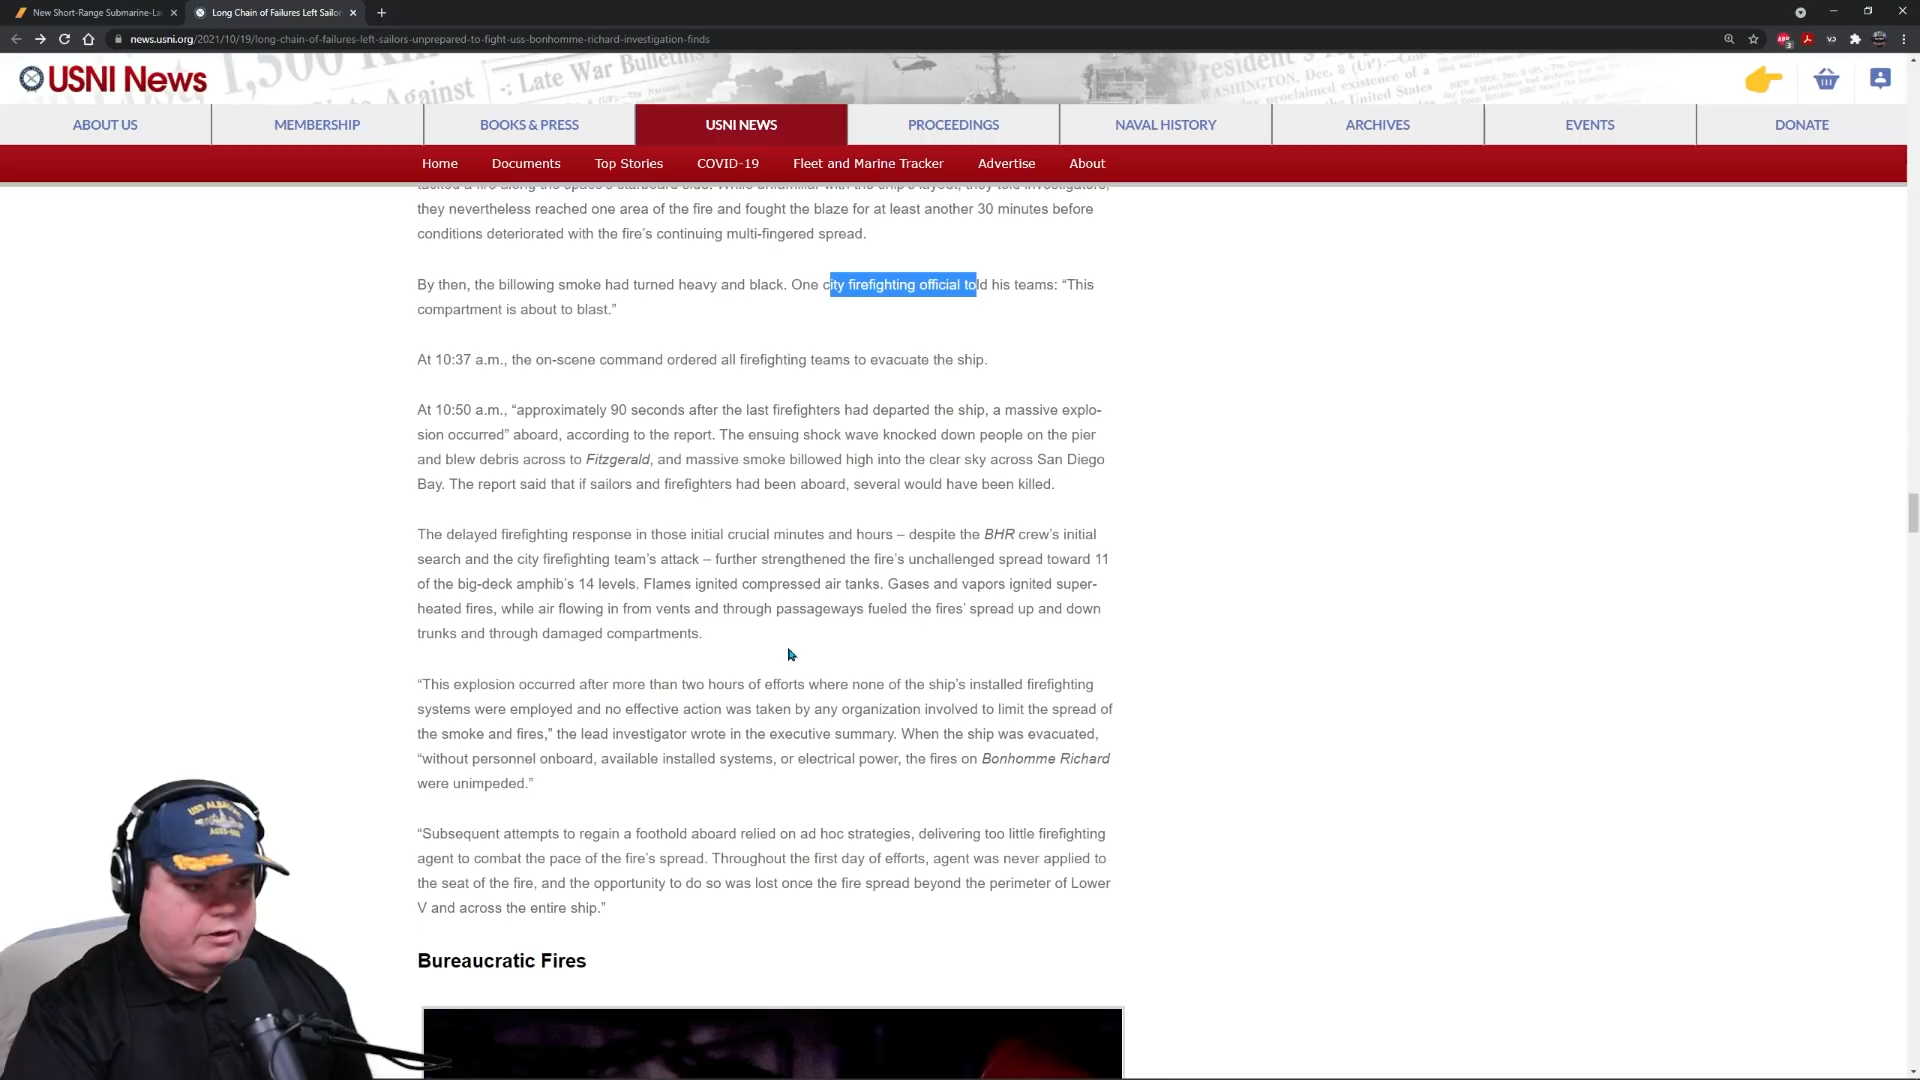 New Short-Range Submarine-La
Long Chain of Failures Left Sailor
news.usni.org/2021/10/19/long-chain-of-failures-left-sailors-unprepared-to-fight-uss-bonhomme-richard-investigation-finds
USNI News
Late War Bulletins
ABOUT US
MEMBERSHIP
BOOKS & PRESS
USNI NEWS
PROCEEDINGS
NAVAL HISTORY
ARCHIVES
EVENTS
DONATE
Home
Documents
Top Stories
COVID-19
Fleet and Marine Tracker
Advertise
About
tacked a fire along the space's starboard side. While unfamiliar with the ship's layout, they told investigators,
they nevertheless reached one area of the fire and fought the blaze for at least another 30 minutes before
conditions deteriorated with the fire's continuing multi-fingered spread.
By then, the billowing smoke had turned heavy and black. One city firefighting official told his teams: “This
compartment is about to blast.”
At 10:37 a.m., the on-scene command ordered all firefighting teams to evacuate the ship.
At 10:50 a.m., “approximately 90 seconds after the last firefighters had departed the ship, a massive explo-
sion occurred” aboard, according to the report. The ensuing shock wave knocked down people on the pier
and blew debris across to Fitzgerald, and massive smoke billowed high into the clear sky across San Diego
Bay. The report said that if sailors and firefighters had been aboard, several would have been killed.
The delayed firefighting response in those initial crucial minutes and hours – despite the BHR crew’s initial
search and the city firefighting team’s attack – further strengthened the fire’s unchallenged spread toward 11
of the big-deck amphib’s 14 levels. Flames ignited compressed air tanks. Gases and vapors ignited super-
heated fires, while air flowing in from vents and through passageways fueled the fires’ spread up and down
trunks and through damaged compartments.
“This explosion occurred after more than two hours of efforts where none of the ship’s installed firefighting
systems were employed and no effective action was taken by any organization involved to limit the spread of
the smoke and fires,” the lead investigator wrote in the executive summary. When the ship was evacuated,
“without personnel onboard, available installed systems, or electrical power, the fires on Bonhomme Richard
were unimpeded.”
“Subsequent attempts to regain a foothold aboard relied on ad hoc strategies, delivering too little firefighting
agent to combat the pace of the fire’s spread. Throughout the first day of efforts, agent was never applied to
the seat of the fire, and the opportunity to do so was lost once the fire spread beyond the perimeter of Lower
V and across the entire ship.”
Bureaucratic Fires